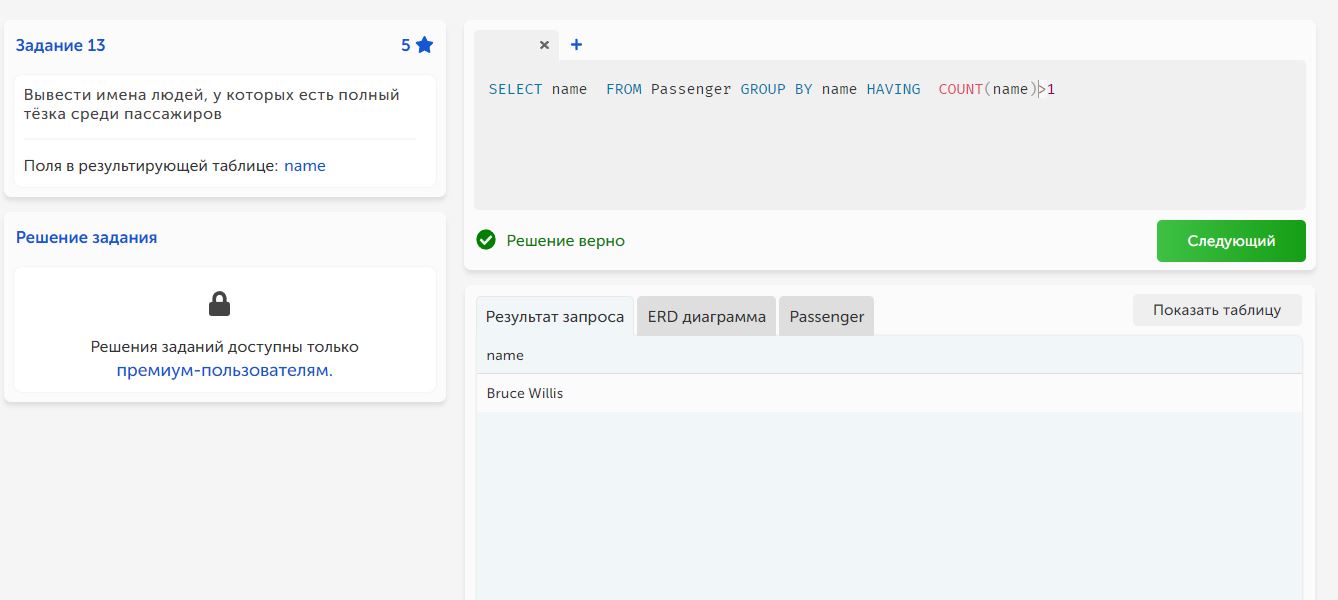 Задание 13
5
Вывести имена людей, у которых есть полный
тёзка среди пассажиров
Поля в результирующей таблице: name
Решение задания
Решения заданий доступны только
премиум-пользователям.
SELECT name  FROM Passenger GROUP BY name HAVING  COUNT(name)>1
Решение верно
Следующий
Результат запроса
ERD диаграмма
Passenger
Показать таблицу
name
Bruce Willis